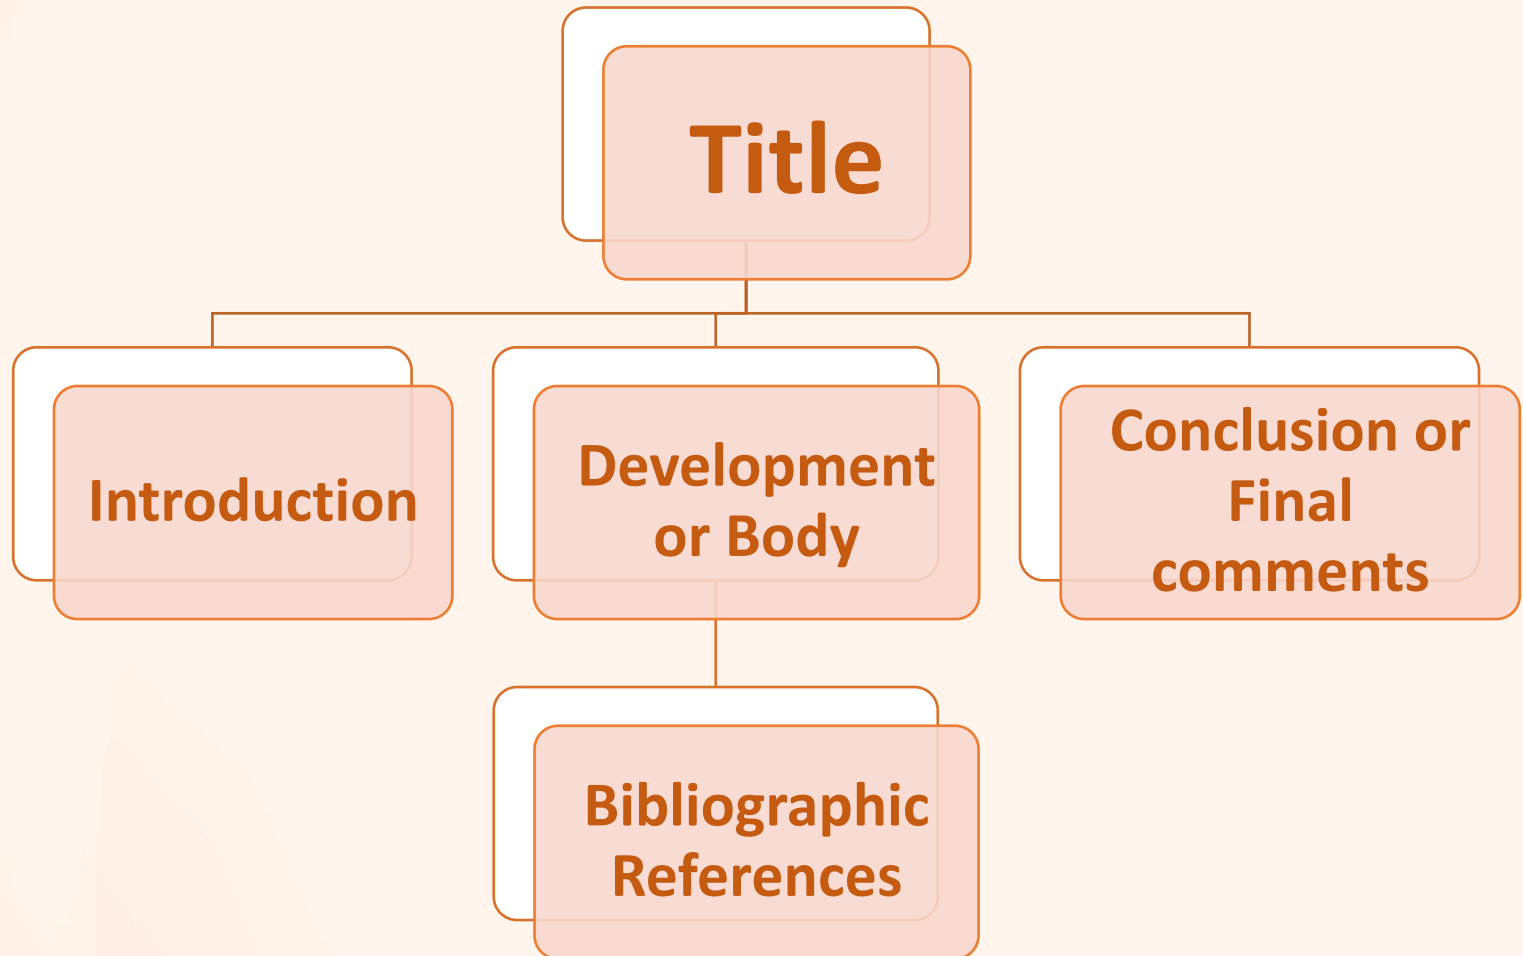 Title
Introduction
Development
or Body
Conclusion or
Final
comments
Bibliographic
References